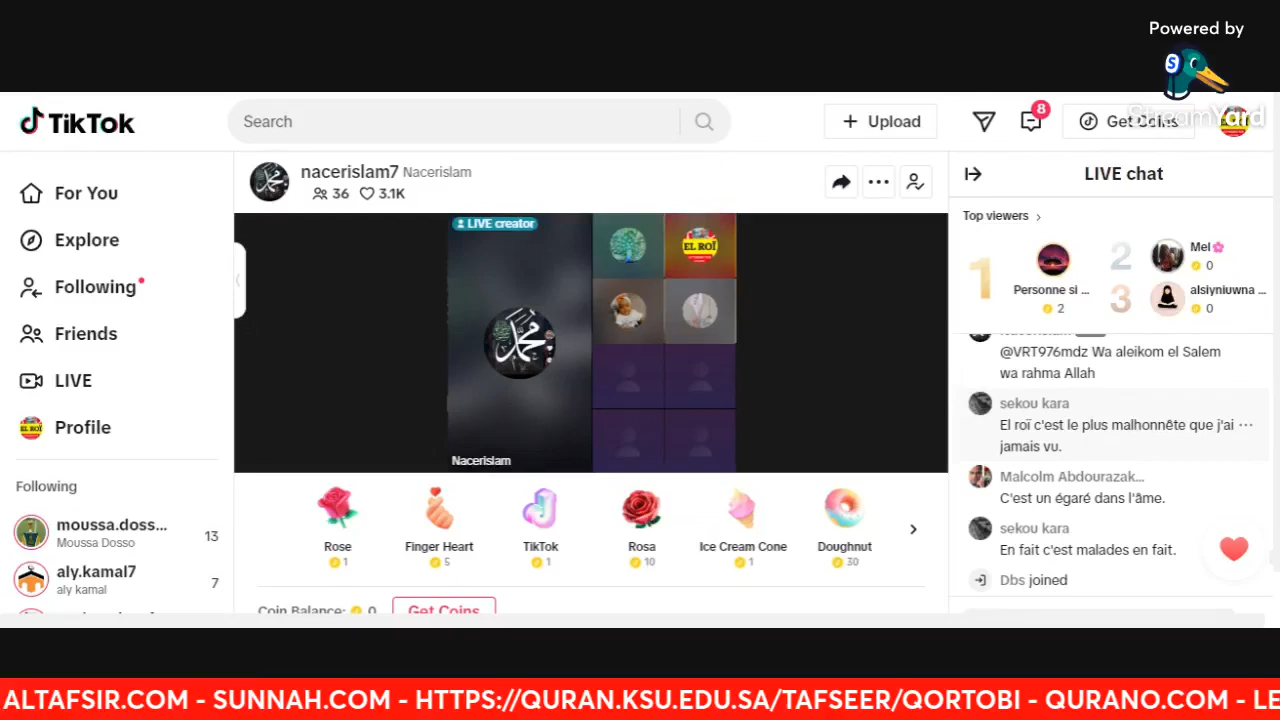 Powered by
StreamYard
TikTok
Search
Upload
8
Get Coins
EL ROÏ
nacerislam7 Nacerislam
36 3.1K
LIVE chat
For You
Explore
Following
Friends
LIVE
Profile
Following
moussa.doss...
Moussa Dosso
13
aly.kamal7
aly kamal
7
LIVE creator
محمد
EL ROÏ
Nacerislam
Rose
1
Finger Heart
5
TikTok
1
Rosa
10
Ice Cream Cone
1
Doughnut
30
Coin Balance: 0
Get Coins
Top viewers
1
Personne si ...
2
2
Mel
0
3
alsiyniuwna ...
0
@VRT976mdz Wa aleikom el Salem
wa rahma Allah
sekou kara
El roï c'est le plus malhonnête que j'ai ...
jamais vu.
Malcolm Abdourazak...
C'est un égaré dans l'âme.
sekou kara
En fait c'est malades en fait.
Dbs joined
ALTAFSIR.COM - SUNNAH.COM - HTTPS://QURAN.KSU.EDU.SA/TAFSEER/QORTOBI - QURANO.COM - LE